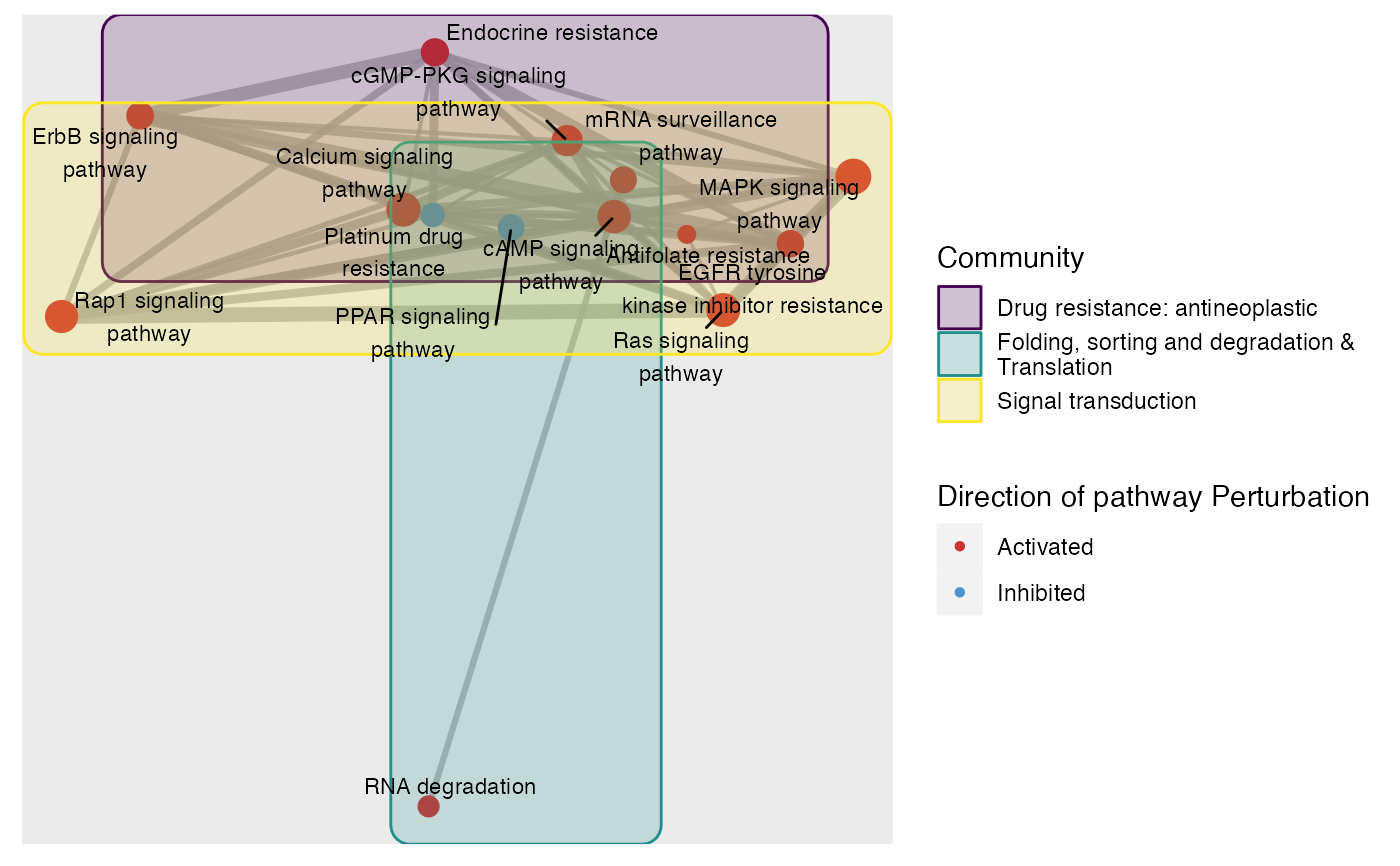 Endocrine resistance
cGMP-PKG signaling
pathway
mRNA surveillance
pathway
ErbB signaling
pathway
Calcium signaling
pathway
MAPK signaling
pathway
Platinum drug
resistance
cAMP signaling
pathway
Antifolate resistance
EGFR tyrosine
kinase inhibitor resistance
Rap1 signaling
pathway
PPAR signaling
pathway
Ras signaling
pathway
RNA degradation
Community
Drug resistance: antineoplastic
Folding, sorting and degradation &
Translation
Signal transduction
Direction of pathway Perturbation
Activated
Inhibited